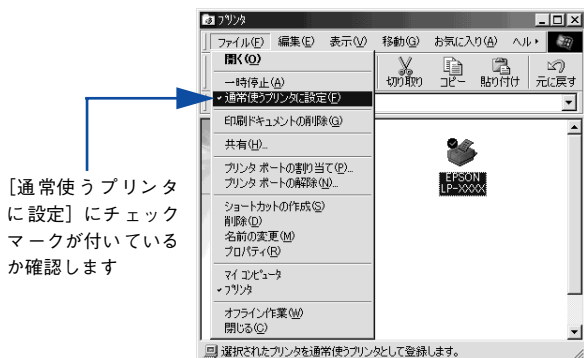 プリンタ
ファイル(F) 編集(E) 表示(V) 移動(G) お気に入り(A) ヘル
開く(O)
一時停止(A)
通常使うプリンタに設定(F)
印刷ドキュメントの削除(G)
共有(H)...
プリンタ ポートの割り当て(P)...
プリンタ ポートの解除(N)...
ショートカットの作成(S)
削除(D)
名前の変更(M)
プロパティ(R)
マイ コンピュータ
プリンタ
オフライン作業(W)
閉じる(C)
切り取り コピー 貼り付け 元に戻す
EPSON
LP-XXXX
選択されたプリンタを通常使うプリンタとして登録します。
[通常使うプリンタ
に設定]にチェック
マークが付いている
か確認します